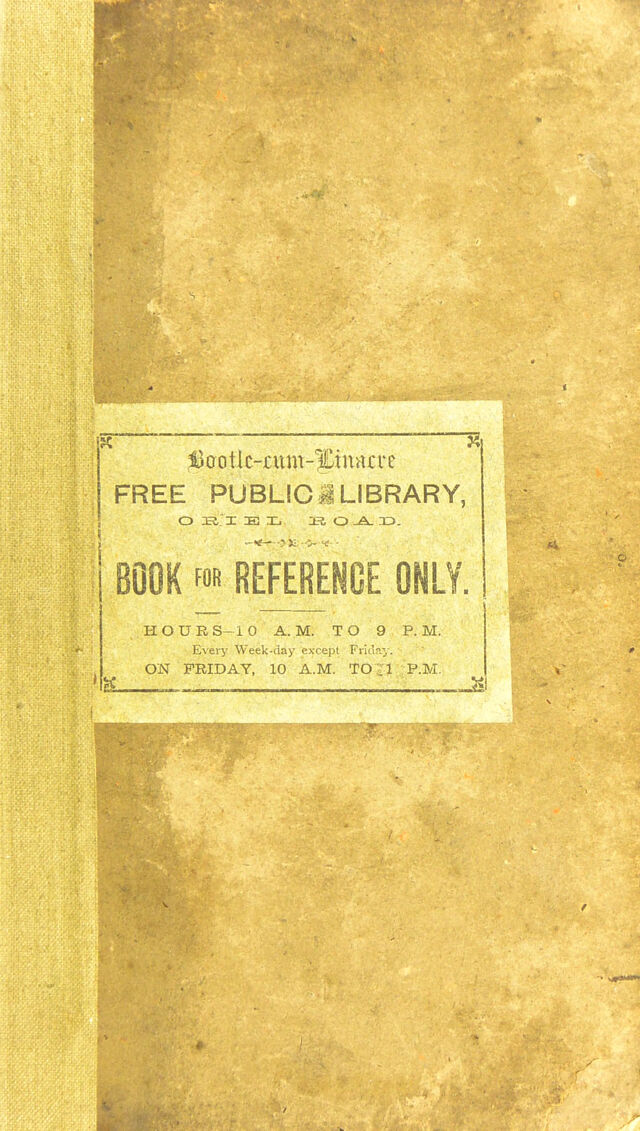 Bootle-cum-Linacre
FREE PUBLIC LIBRARY,
ORIEL ROAD.
BOOK FOR REFERENCE ONLY.
HOURS—10 A.M. TO 9 P.M.
Every Week-day except Friday.
ON FRIDAY, 10 A.M. TO 1 P.M.